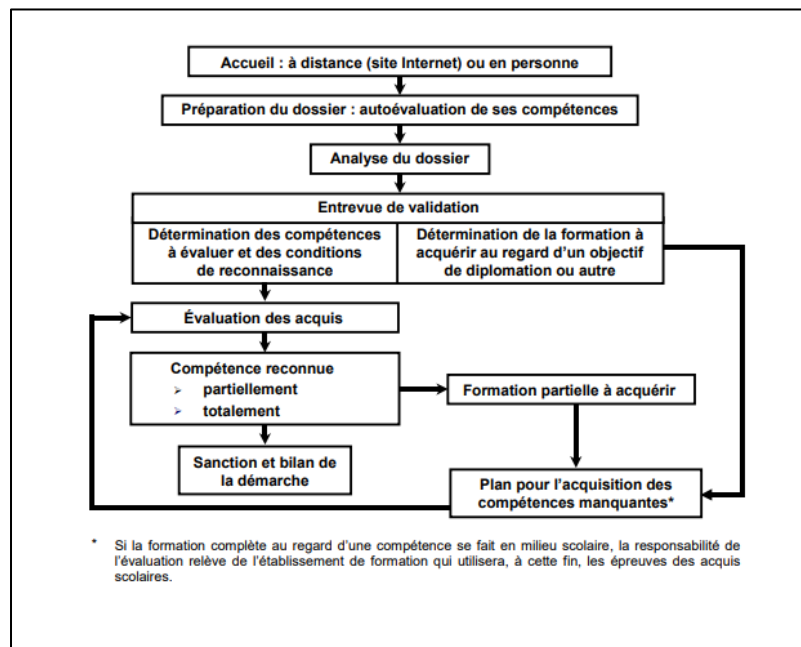 Accueil : à distance (site Internet) ou en personne
Préparation du dossier : autoévaluation de ses compétences
Analyse du dossier
Entrevue de validation
Détermination des compétences
à évaluer et des conditions
de reconnaissance
Détermination de la formation à
acquérir au regard d’un objectif
de diplomation ou autre
Évaluation des acquis
Compétence reconnue
➢ partiellement
➢ totalement
Formation partielle à acquérir
Sanction et bilan de
la démarche
Plan pour l’acquisition des
compétences manquantes*
* Si la formation complète au regard d’une compétence se fait en milieu scolaire, la responsabilité de
l’évaluation relève de l’établissement de formation qui utilisera, à cette fin, les épreuves des acquis
scolaires.